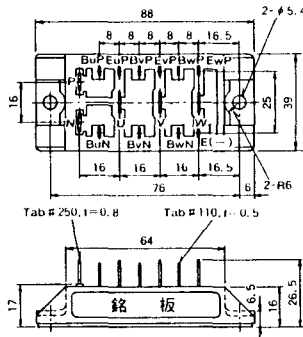 88
2-φ5.4
8 8 8 8 8 16.5
BuP EuP BvP EvP BwP EwP
P
16
N
25
39
U V W
BuN BvN BwN E(−)
16 16 16 16.5
76 6
2-R6
Tab#250,t=0.8 Tab#110,t=0.5
64
17
銘板
6.5
16
26.5